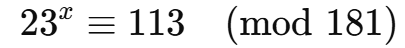 23^x ≡ 113 (mod 181)